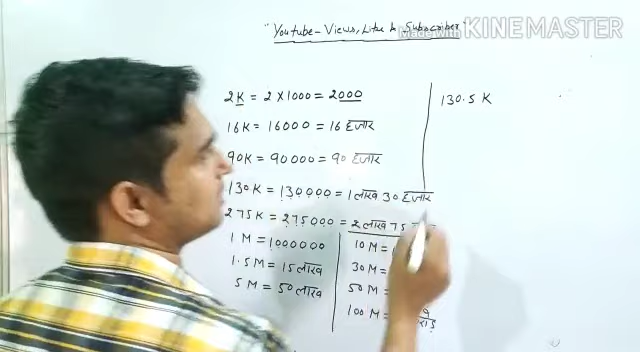 "Youtube - Views, Like & Subscriber"
Made with KINEMASTER
2K = 2 X 1000 = 2000
16K = 16000 = 16 हजार
90K = 90000 = 90 हजार
130K = 130000 = 1 लाख 30 हजार
275K = 275000 = 2 लाख 75
1 M = 1000000
1.5 M = 15 लाख
5 M = 50 लाख
10 M =
30 M =
50 M =
100 M =
130.5 K